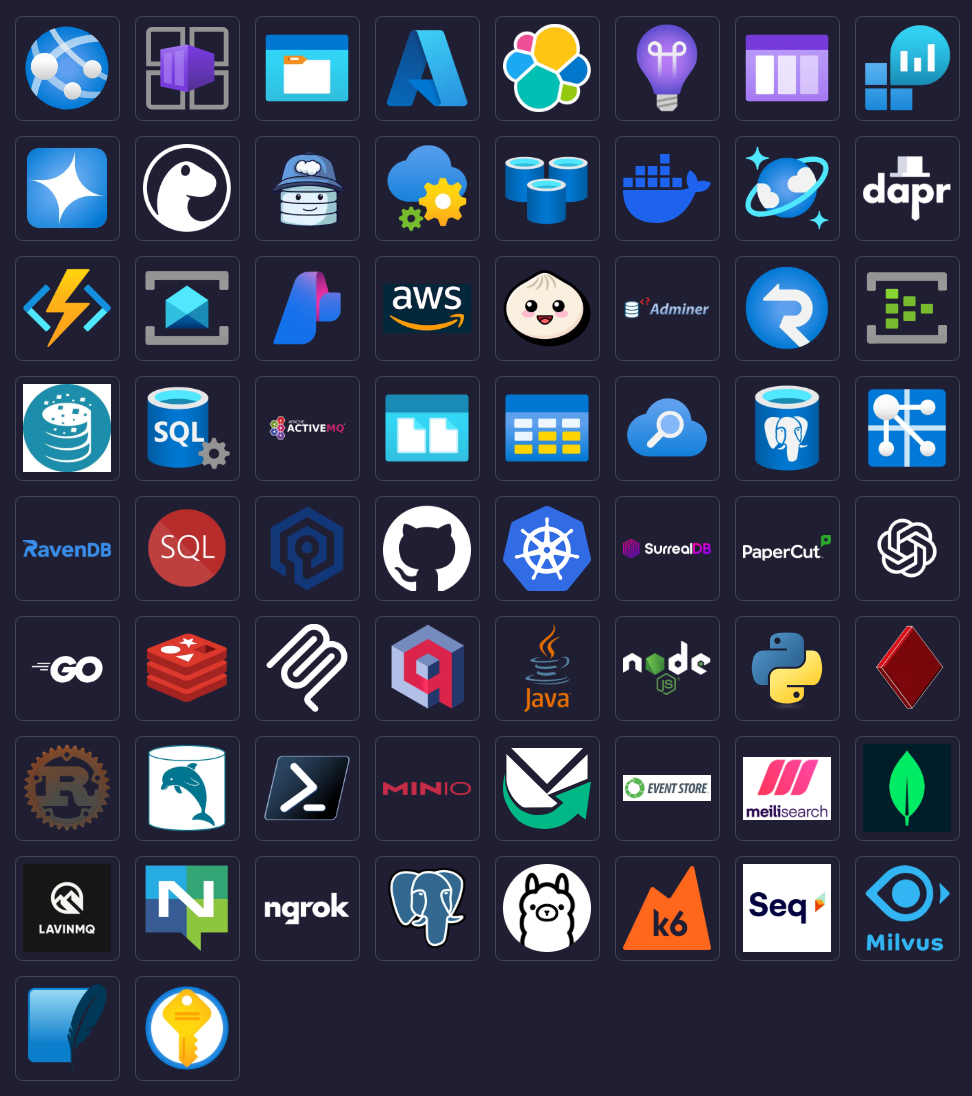 dapr
aws
Adminer
SQL
APACHE
ACTIVEMQ
RavenDB
SQL
SurrealDB
PaperCut
GO
Java
node
JS
R
MINIO
EVENT STORE
meilisearch
LAVINMQ
N
ngrok
k6
Seq
Milvus